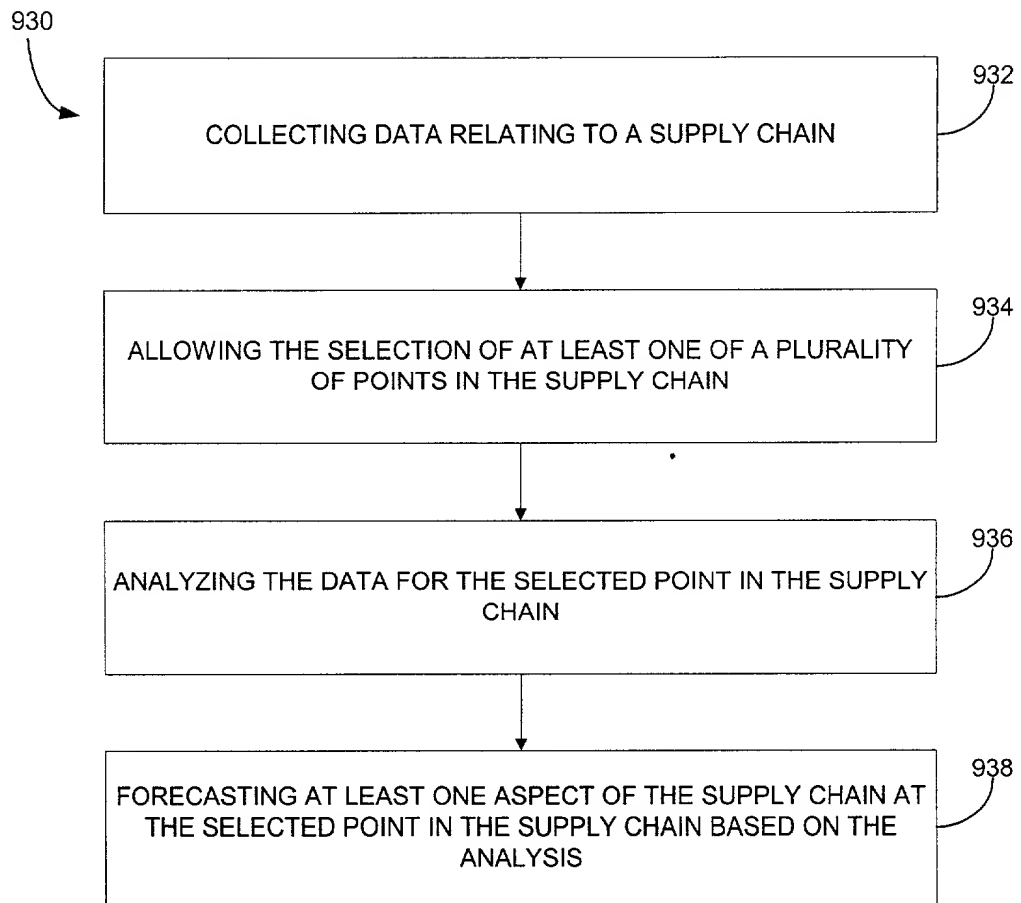 930
932
COLLECTING DATA RELATING TO A SUPPLY CHAIN
934
ALLOWING THE SELECTION OF AT LEAST ONE OF A PLURALITY
OF POINTS IN THE SUPPLY CHAIN
936
ANALYZING THE DATA FOR THE SELECTED POINT IN THE SUPPLY
CHAIN
938
FORECASTING AT LEAST ONE ASPECT OF THE SUPPLY CHAIN AT
THE SELECTED POINT IN THE SUPPLY CHAIN BASED ON THE
ANALYSIS